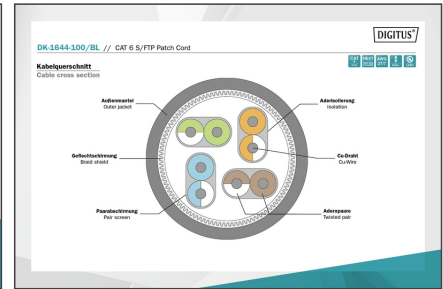 DIGITUS®
DK-1644-100/BL // CAT 6 S/FTP Patch Cord
Kabelquerschnitt
Cable cross section
Außenmantel
Outer jacket
Aderisolierung
Isolation
Geflechtschirmung
Braid shield
Cu-Draht
Cu-Wire
Paarabschirmung
Pair screen
Adernpaare
Twisted pair